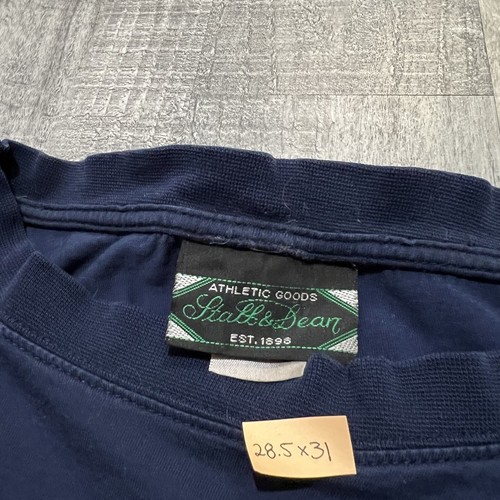 ATHLETIC GOODS
Stall & Dean
EST. 1898
28.5 x 31